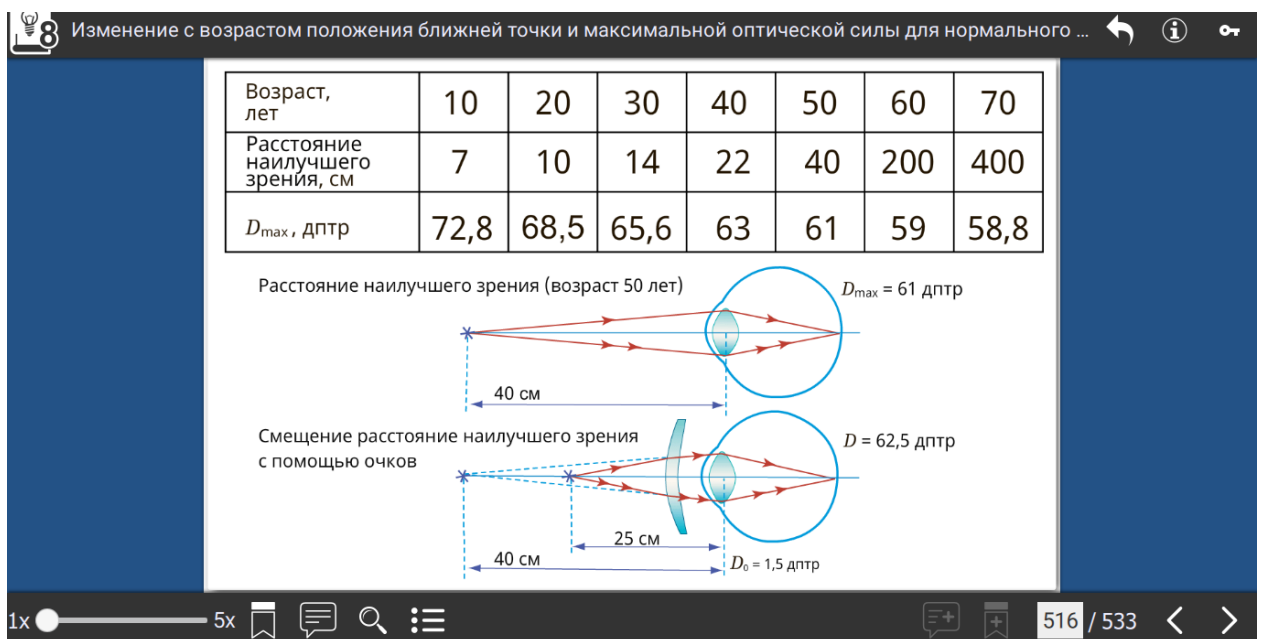 8 Изменение с возрастом положения ближней точки и максимальной оптической силы для нормального ...
Возраст,
лет
10 20 30 40 50 60 70
Расстояние
наилучшего
зрения, см
7 10 14 22 40 200 400
Dmax, дптр
72,8 68,5 65,6 63 61 59 58,8
Расстояние наилучшего зрения (возраст 50 лет)
Dmax = 61 дптр
40 см
Смещение расстояние наилучшего зрения
с помощью очков
D = 62,5 дптр
25 см
40 см
D₀ = 1,5 дптр
1x 5x 516 / 533